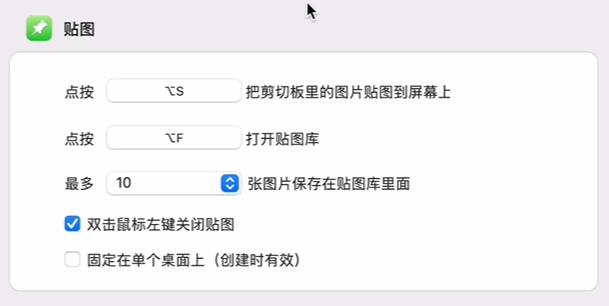 贴图
点按 ⌥S 把剪切板里的图片贴图到屏幕上
点按 ⌥F 打开贴图库
最多 10 张图片保存在贴图库里面
双击鼠标左键关闭贴图
固定在单个桌面上（创建时有效）